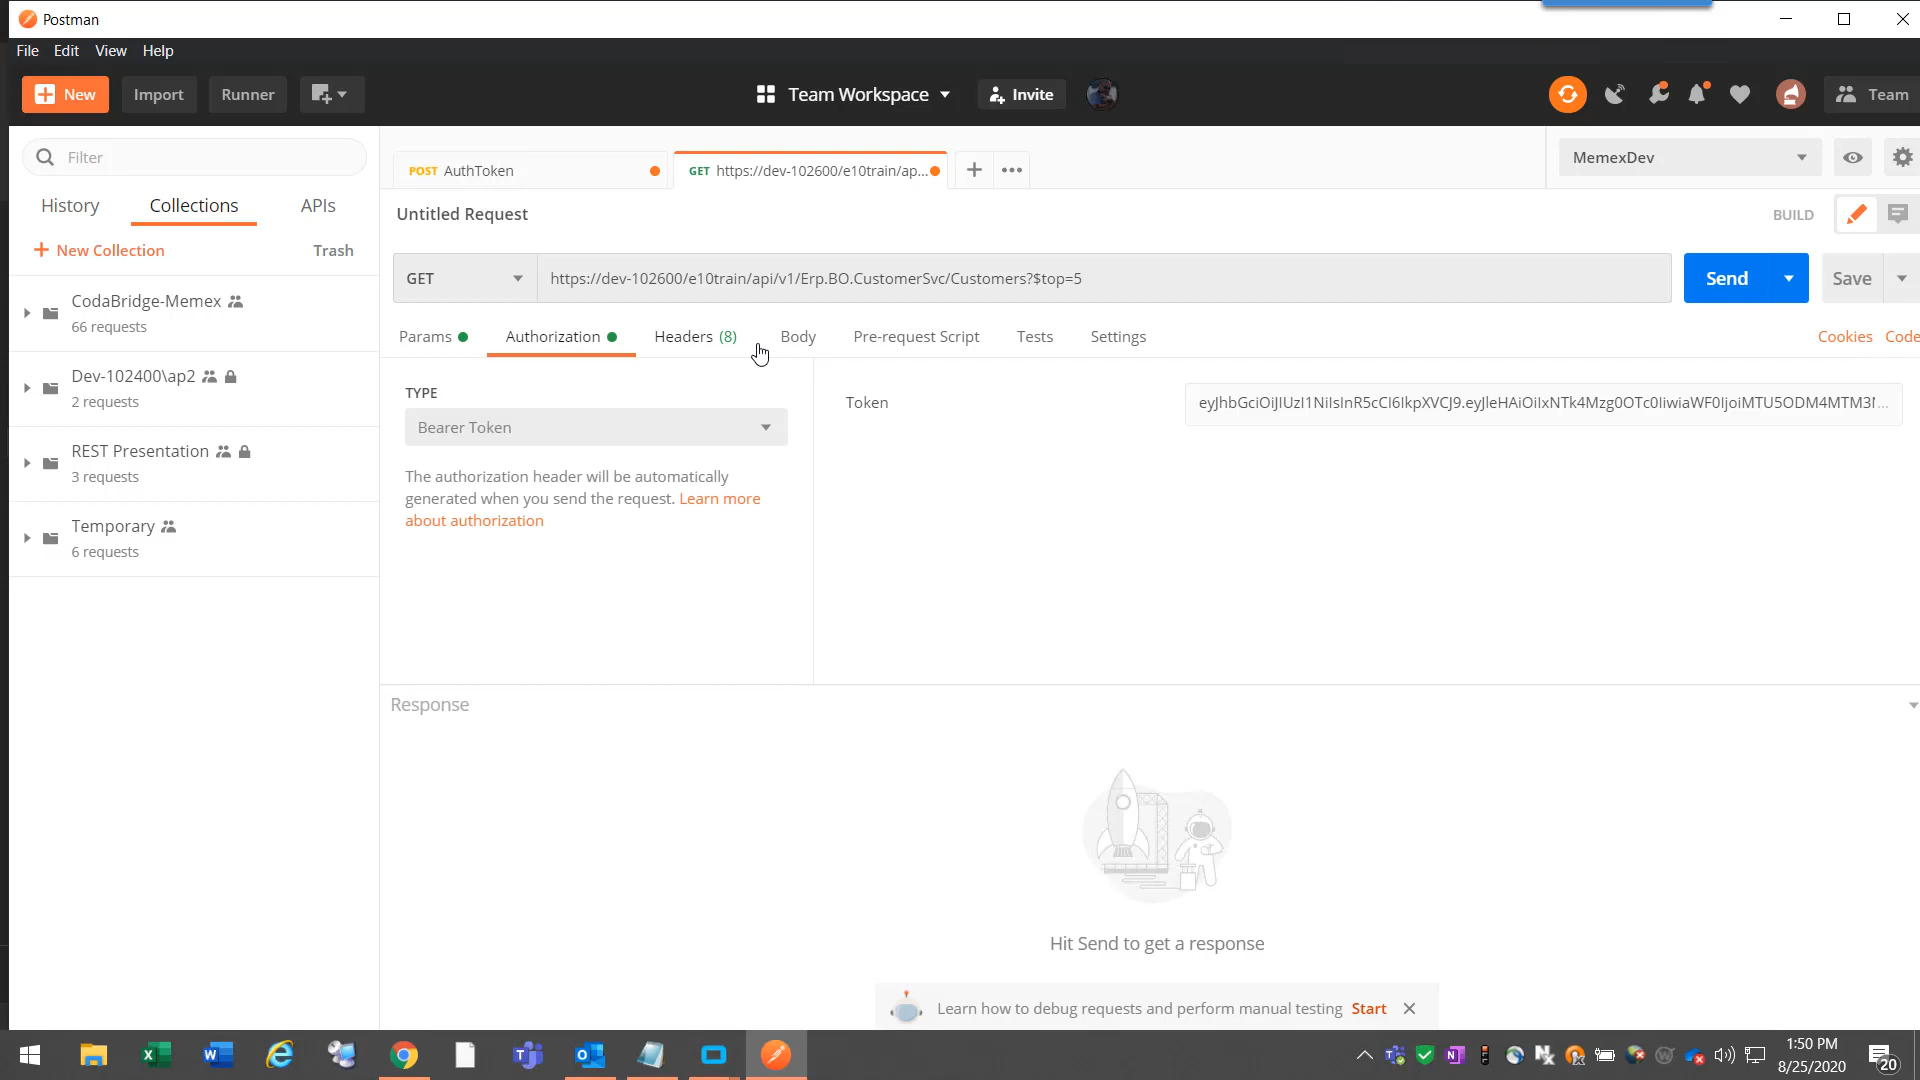 Postman
File Edit View Help
New Import Runner Team Workspace Invite Team
Filter
History Collections APIs
New Collection Trash
CodaBridge-Memex
66 requests
Dev-102400\ap2
2 requests
REST Presentation
3 requests
Temporary
6 requests
POST AuthToken GET https://dev-102600/e10train/ap...
MemexDev
Untitled Request BUILD
GET https://dev-102600/e10train/api/v1/Erp.BO.CustomerSvc/Customers?$top=5 Send Save
Params Authorization Headers (8) Body Pre-request Script Tests Settings Cookies Code
TYPE
Bearer Token
The authorization header will be automatically
generated when you send the request. Learn more
about authorization
Token
Response
Hit Send to get a response
Learn how to debug requests and perform manual testing Start
1:50 PM
8/25/2020
20